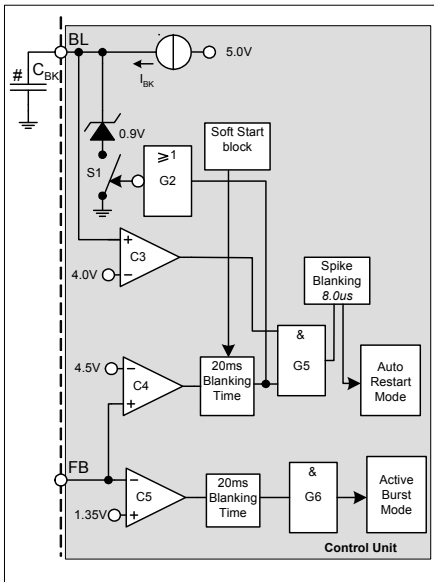 BL
5.0V
#
C BK
I BK
0.9V
S1
≥1
G2
Soft Start
block
+
C3
4.0V
−
Spike
Blanking
8.0us
&
G5
4.5V
−
C4
+
20ms
Blanking
Time
Auto
Restart
Mode
FB
−
C5
1.35V
+
20ms
Blanking
Time
&
G6
Active
Burst
Mode
Control Unit